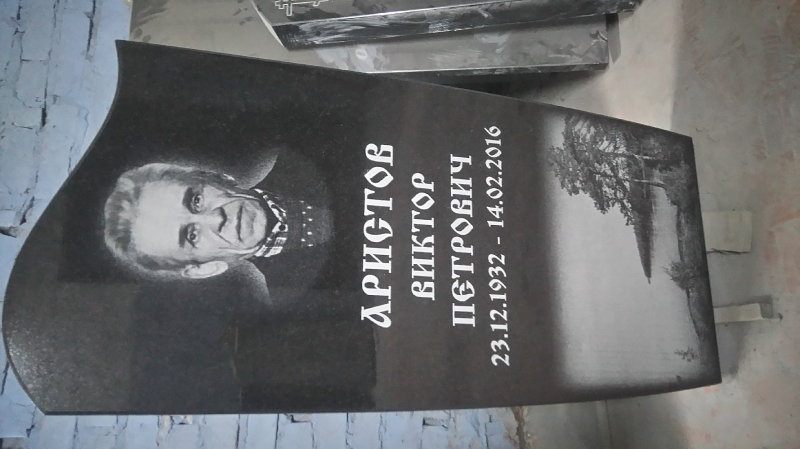 АРИСТОВ
ВИКТОР
ПЕТРОВИЧ
23.12.1932 - 14.02.2016